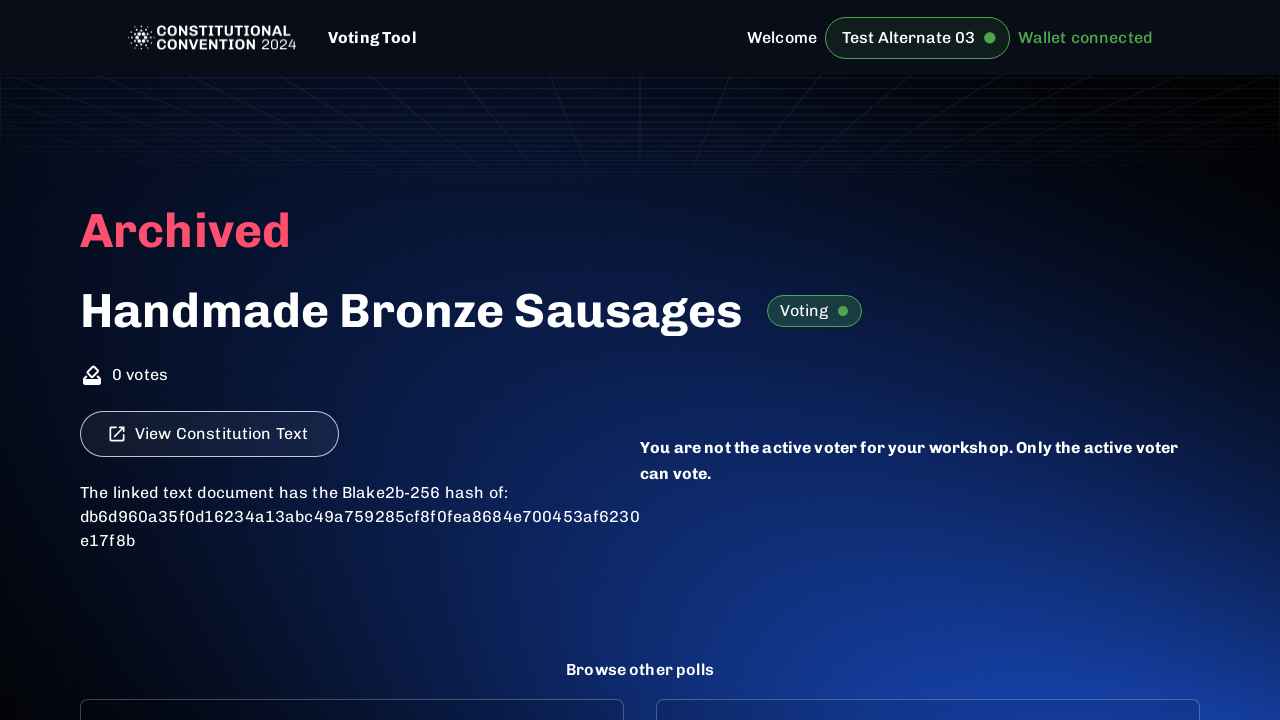 CONSTITUTIONAL
CONVENTION 2024
Voting Tool
Welcome
Test Alternate 03
Wallet connected
Archived
Handmade Bronze Sausages
Voting
0 votes
View Constitution Text
You are not the active voter for your workshop. Only the active voter
can vote.
The linked text document has the Blake2b-256 hash of:
db6d960a35f0d16234a13abc49a759285cf8f0fea8684e700453af6230
e17f8b
Browse other polls